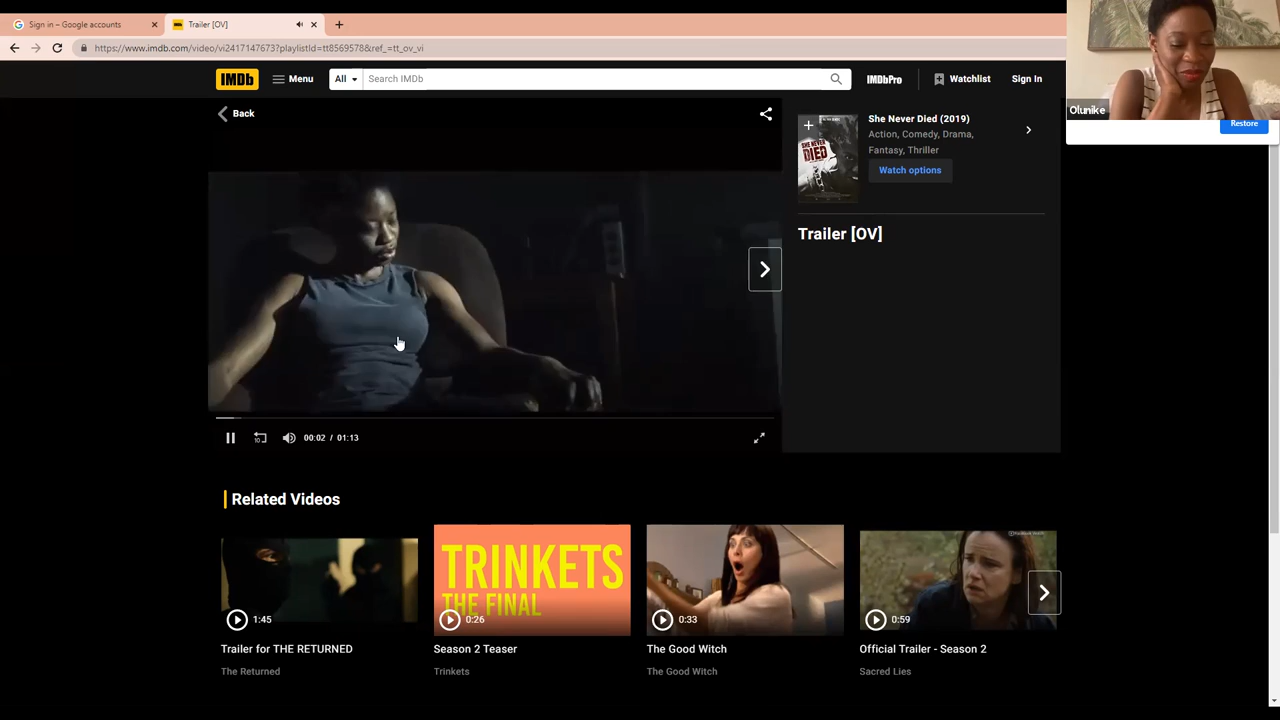 Sign in – Google accounts
Trailer [OV]
https://www.imdb.com/video/vi2417147673?playlistId=tt8569578&ref_=tt_ov_vi
IMDb
Menu
All
Search IMDb
IMDbPro
Watchlist
Sign In
Olunike
Restore
Back
SHE NEVER DIED
She Never Died (2019)
Action, Comedy, Drama,
Fantasy, Thriller
Watch options
Trailer [OV]
10
00:02 / 01:13
Related Videos
1:45
TRINKETS
THE FINAL
0:26
0:33
0:59
Trailer for THE RETURNED
Season 2 Teaser
The Good Witch
Official Trailer - Season 2
The Returned
Trinkets
The Good Witch
Sacred Lies